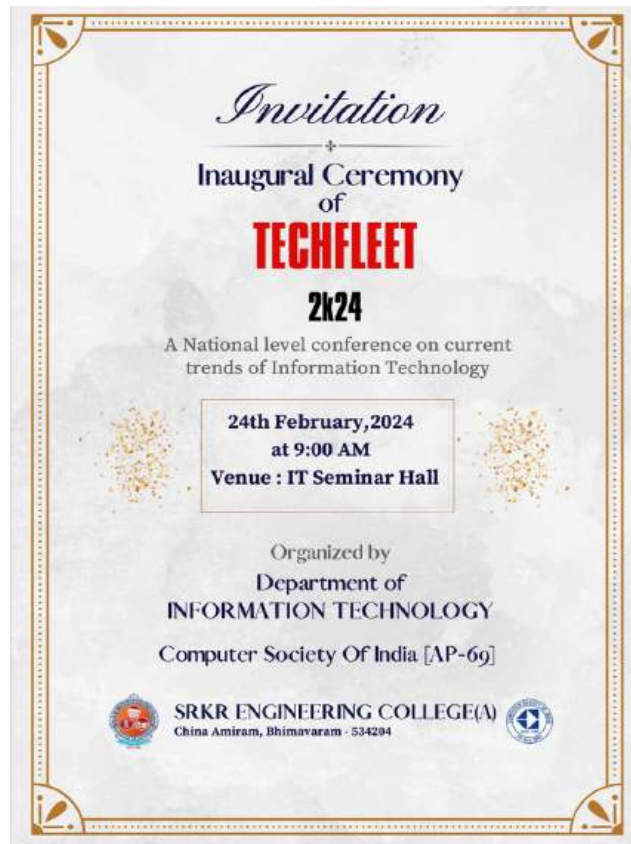 Invitation
Inaugural Ceremony
of
TECHFLEET
2k24
A National level conference on current
trends of Information Technology
24th February,2024
at 9:00 AM
Venue : IT Seminar Hall
Organized by
Department of
INFORMATION TECHNOLOGY
Computer Society Of India [AP-69]
SRKR ENGINEERING COLLEGE(A)
China Amiram, Bhimavaram - 534204